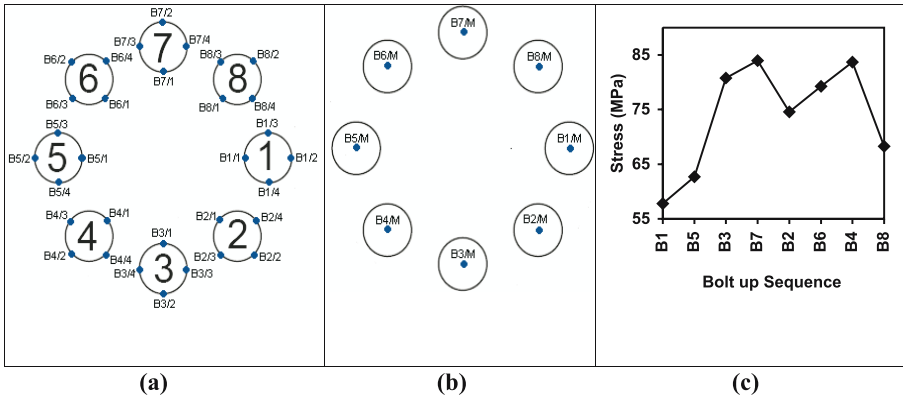 B7/2
B7/3
7
B7/4
B7/1
B6/2
B6/4
6
B6/3
B6/1
B8/3
B8/2
8
B8/1
B8/4
B5/3
B5/2
5
B5/1
B5/4
B1/3
B1/1
1
B1/2
B1/4
B4/3
B4/1
4
B4/2
B4/4
B2/1
B2/4
2
B2/3
B2/2
B3/1
B3/4
3
B3/3
B3/2
(a)
B7/M
B6/M
B8/M
B5/M
B1/M
B4/M
B2/M
B3/M
(b)
Stress (MPa)
85
75
65
55
B1
B5
B3
B7
B2
B6
B4
B8
Bolt up Sequence
(c)